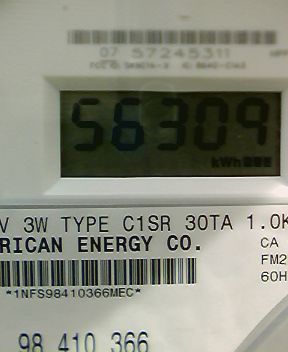 07 57245311
56309
kWh
V 3W TYPE C1SR 30TA 1.0K
RICAN ENERGY CO.
CA
FM2
60H
*1NFS98410366MEC*
98 410 366